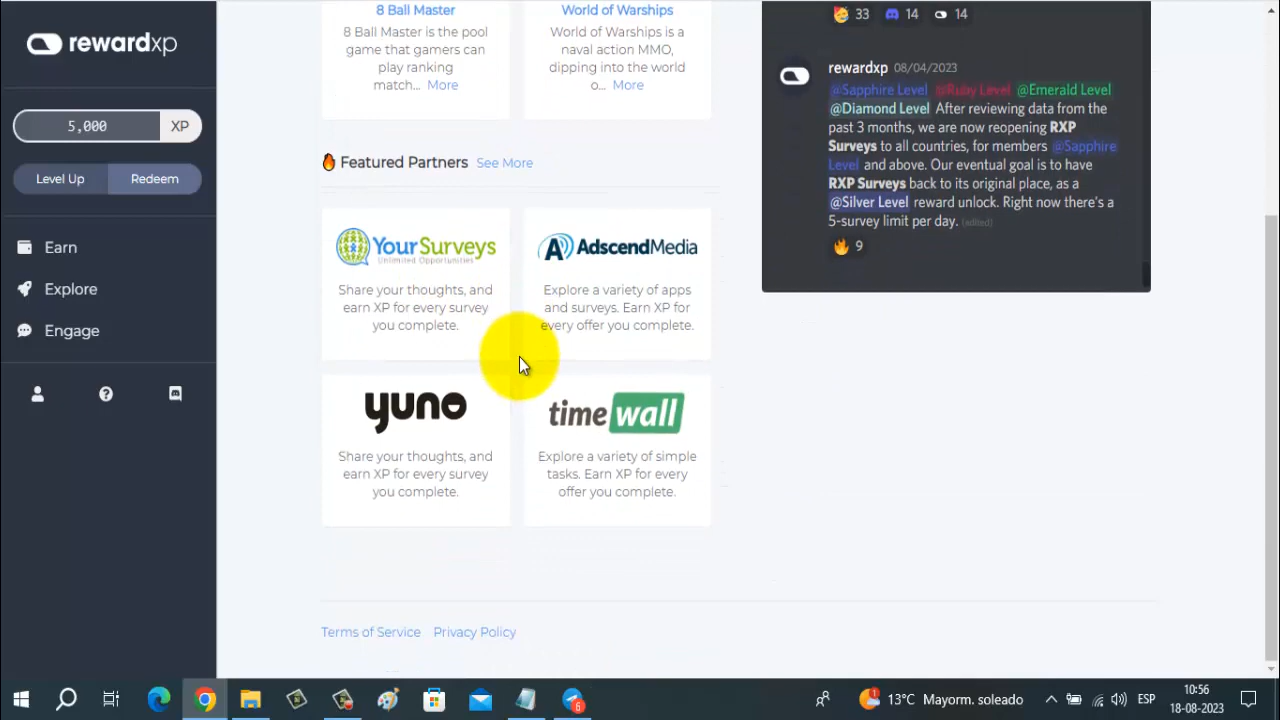 rewardxp
5,000 XP
Level Up Redeem
Earn
Explore
Engage
8 Ball Master
8 Ball Master is the pool
game that gamers can
play ranking
match... More
World of Warships
World of Warships is a
naval action MMO,
dipping into the world
o... More
Featured Partners See More
YourSurveys
Unlimited Opportunities
Share your thoughts, and
earn XP for every survey
you complete.
AdscendMedia
Explore a variety of apps
and surveys. Earn XP for
every offer you complete.
yuno
Share your thoughts, and
earn XP for every survey
you complete.
timewall
Explore a variety of simple
tasks. Earn XP for every
offer you complete.
Terms of Service Privacy Policy
33 14 14
rewardxp 08/04/2023
@Sapphire Level @Ruby Level @Emerald Level
@Diamond Level After reviewing data from the
past 3 months, we are now reopening RXP
Surveys to all countries, for members @Sapphire
Level and above. Our eventual goal is to have
RXP Surveys back to its original place, as a
@Silver Level reward unlock. Right now there's a
5-survey limit per day. (edited)
9
6
1
13°C Mayorm. soleado
ESP
10:56
18-08-2023